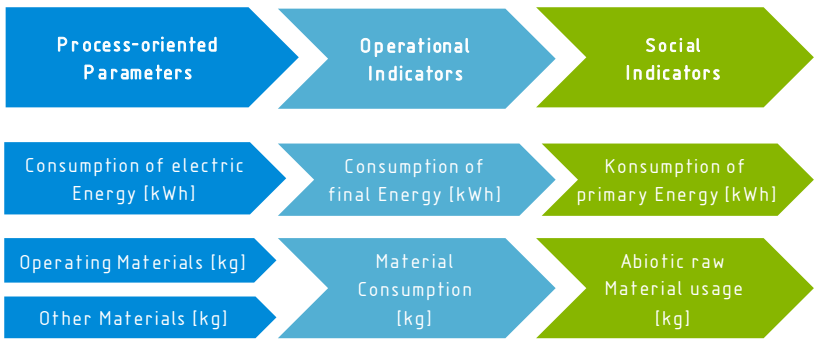 Process-oriented
Parameters
Operational
Indicators
Social
Indicators
Consumption of electric
Energy [kWh]
Consumption of
final Energy [kWh]
Konsumption of
primary Energy [kWh]
Operating Materials [kg]
Other Materials [kg]
Material
Consumption
[kg]
Abiotic raw
Material usage
[kg]